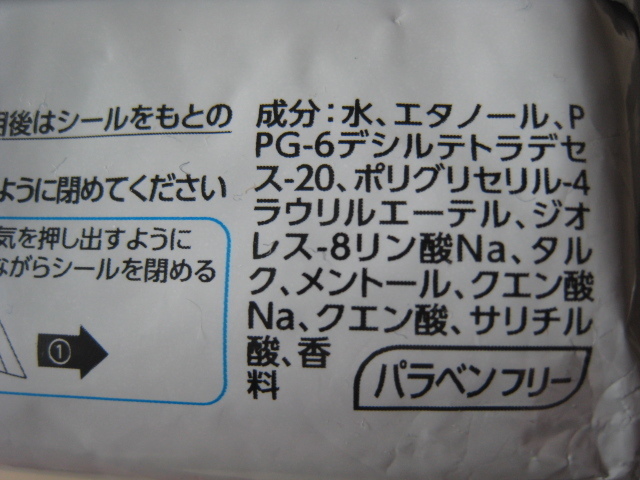 用後はシールをもとの
ように閉めてください
気を押し出すように
ながらシールを閉める
①
成分：水、エタノール、P
PG-6デシルテトラデセ
ス-20、ポリグリセリル-4
ラウリルエーテル、ジオ
レス-8リン酸Na、タル
ク、メントール、クエン酸
Na、クエン酸、サリチル
酸、香
料
パラベンフリー